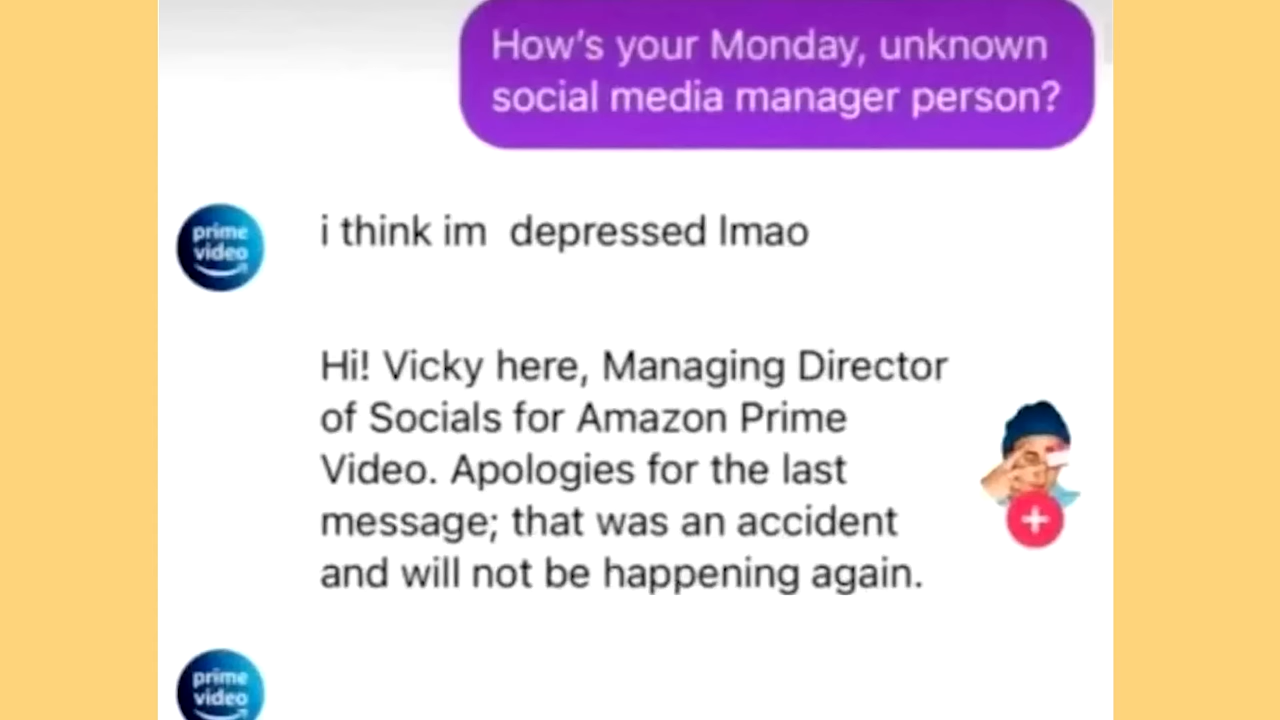 How's your Monday, unknown
social media manager person?
prime
video
i think im  depressed lmao
Hi! Vicky here, Managing Director
of Socials for Amazon Prime
Video. Apologies for the last
message; that was an accident
and will not be happening again.
prime
video